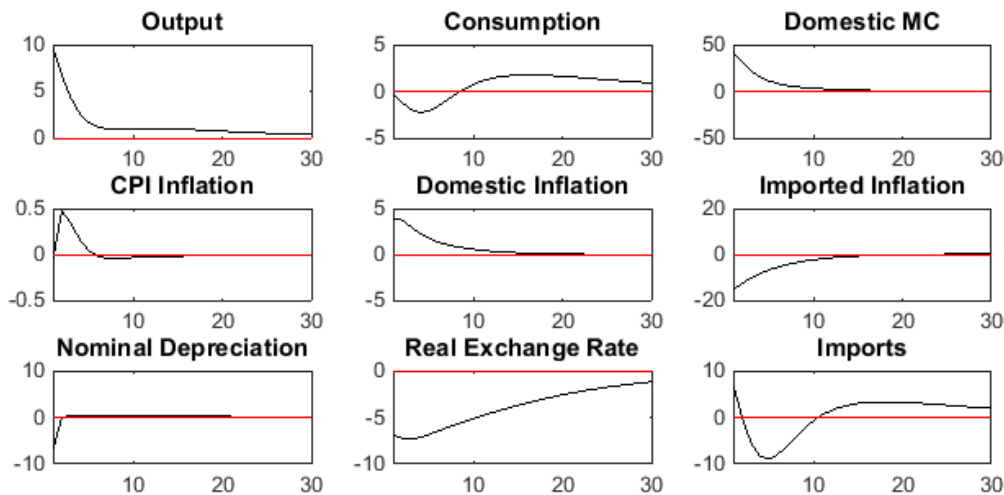 Output
10
5
0
10 20 30
Consumption
5
0
-5
10 20 30
Domestic MC
50
0
-50
10 20 30
CPI Inflation
0.5
0
-0.5
10 20 30
Domestic Inflation
5
0
-5
10 20 30
Imported Inflation
20
0
-20
10 20 30
Nominal Depreciation
10
0
-10
10 20 30
Real Exchange Rate
0
-5
-10
10 20 30
Imports
10
0
-10
10 20 30